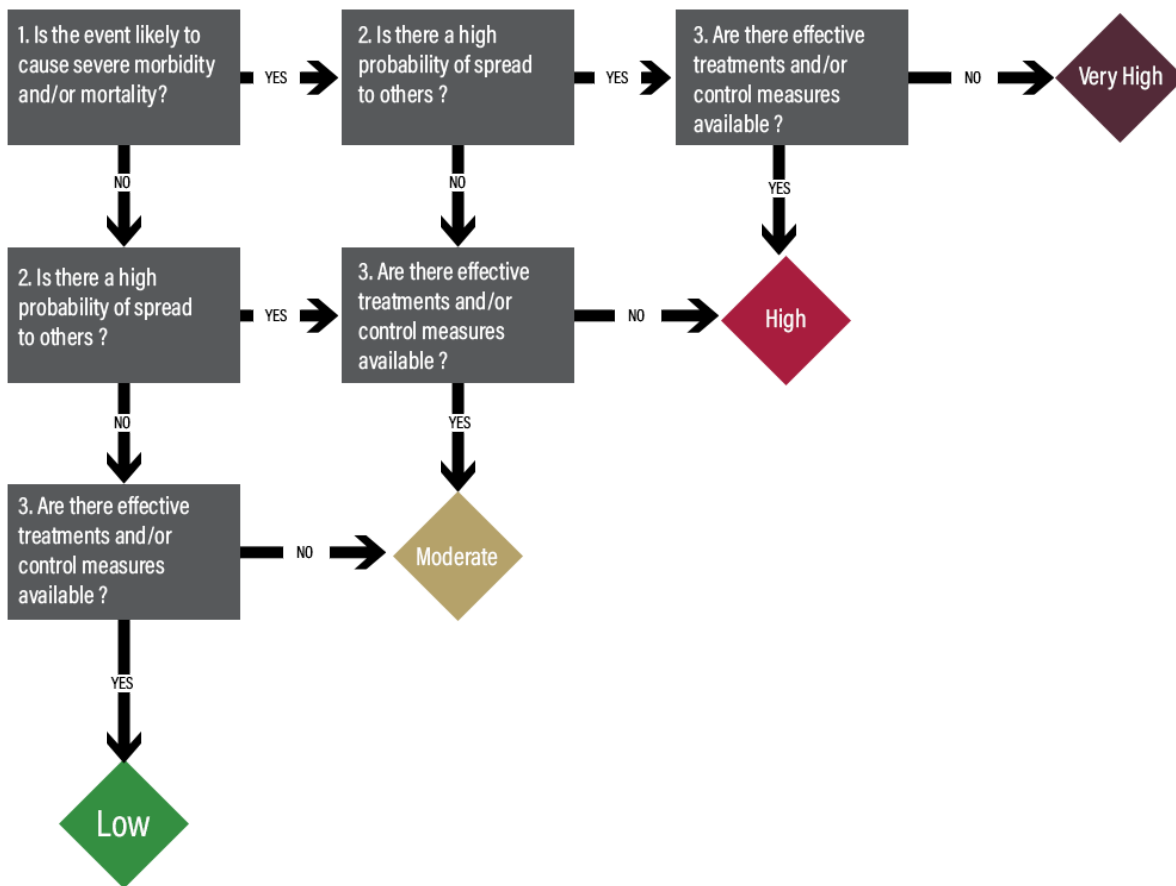 1. Is the event likely to
cause severe morbidity
and/or mortality?
YES
2. Is there a high
probability of spread
to others ?
YES
3. Are there effective
treatments and/or
control measures
available ?
NO
Very High
NO
NO
YES
2. Is there a high
probability of spread
to others ?
YES
3. Are there effective
treatments and/or
control measures
available ?
NO
High
NO
YES
3. Are there effective
treatments and/or
control measures
available ?
NO
Moderate
YES
Low